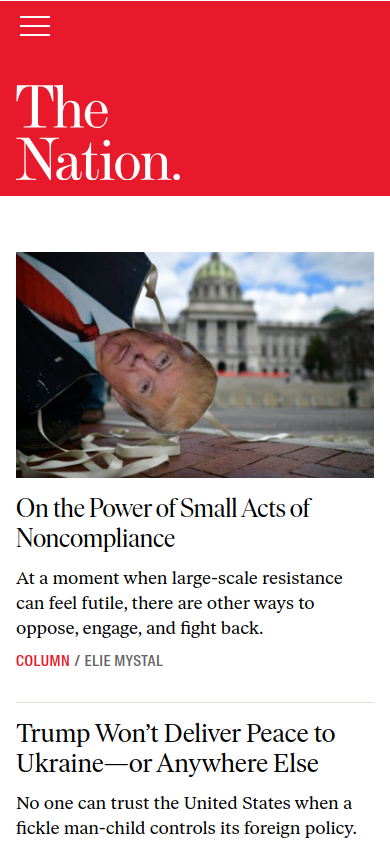 The
Nation.
On the Power of Small Acts of
Noncompliance
At a moment when large-scale resistance
can feel futile, there are other ways to
oppose, engage, and fight back.
COLUMN / ELIE MYSTAL
Trump Won’t Deliver Peace to
Ukraine—or Anywhere Else
No one can trust the United States when a
fickle man-child controls its foreign policy.